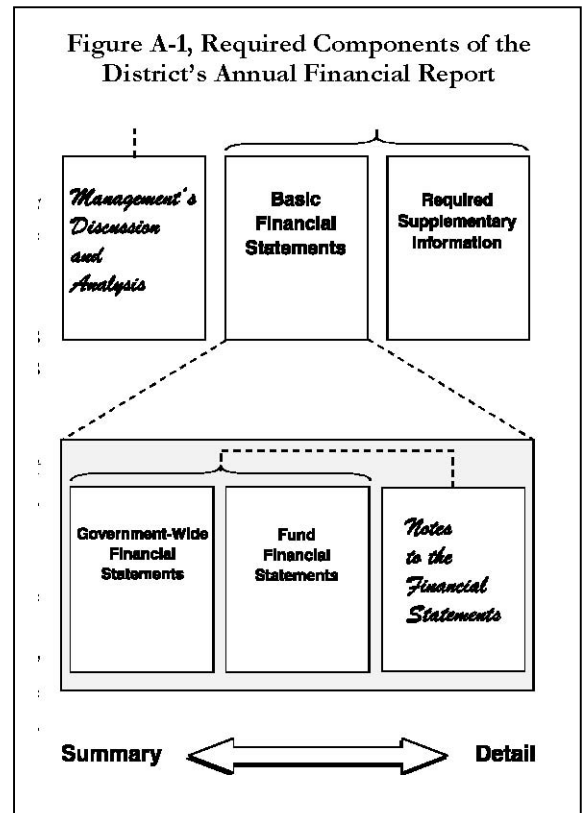 Figure A-1, Required Components of the
District's Annual Financial Report
Management's
Discussion
and
Analysis
Basic
Financial
Statements
Required
Supplementary
Information
Government-Wide
Financial
Statements
Fund
Financial
Statements
Notes
to the
Financial
Statements
Summary
Detail